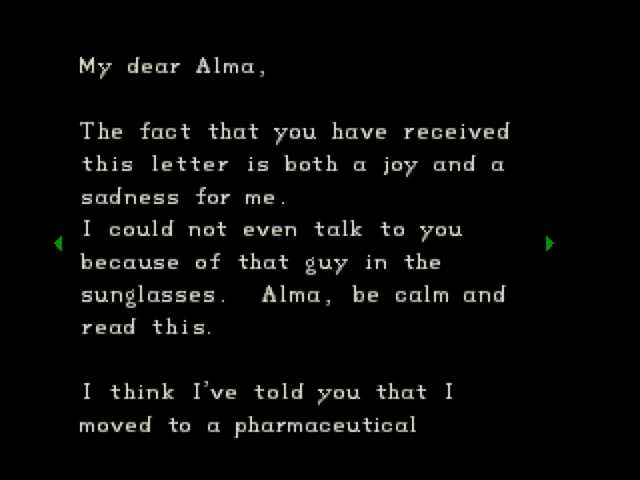 My dear Alma,
The fact that you have received
this letter is both a joy and a
sadness for me.
I could not even talk to you
because of that guy in the
sunglasses. Alma, be calm and
read this.
I think I've told you that I
moved to a pharmaceutical